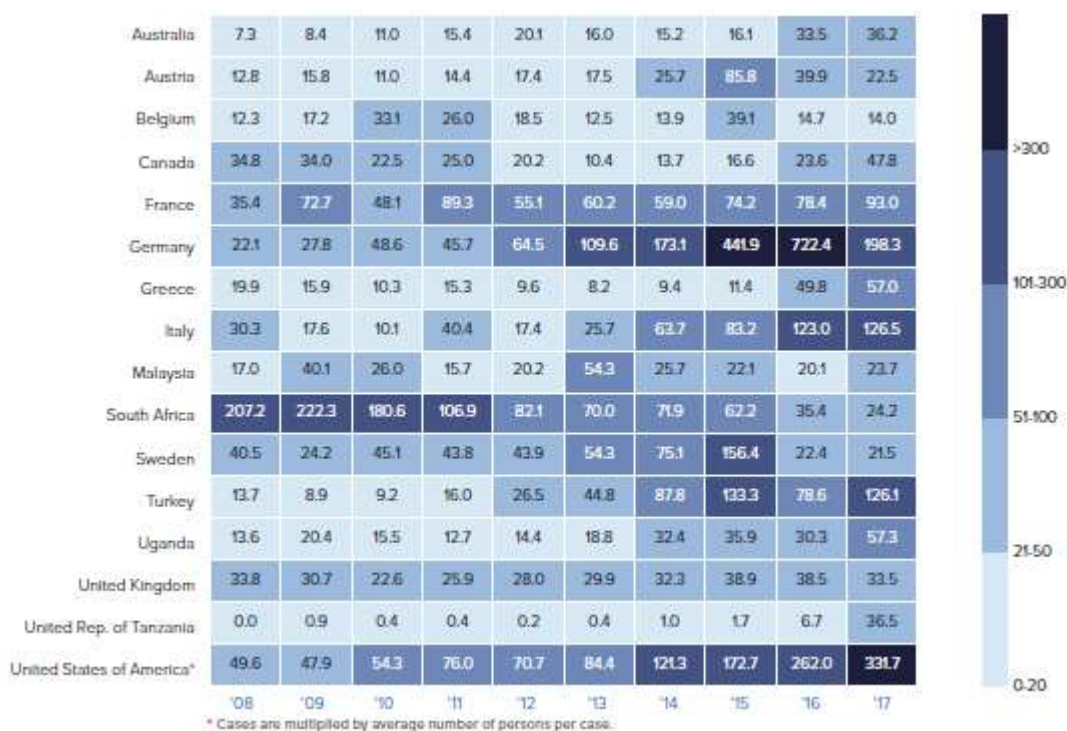 Australia 7.3 8.4 11.0 15.4 20.1 16.0 15.2 16.1 33.5 36.2
Austria 12.8 15.8 11.0 14.4 17.4 17.5 25.7 85.8 39.9 22.5
Belgium 12.3 17.2 33.1 26.0 18.5 12.5 13.9 39.1 14.7 14.0
Canada 34.8 34.0 22.5 25.0 20.2 10.4 13.7 16.6 23.6 47.8
>300
France 35.4 72.7 48.1 89.3 55.1 60.2 59.0 74.2 78.4 93.0
Germany 22.1 27.8 48.6 45.7 64.5 109.6 173.1 441.9 722.4 198.3
Greece 19.9 15.9 10.3 15.3 9.6 8.2 9.4 11.4 49.8 57.0
101-300
Italy 30.3 17.6 10.1 40.4 17.4 25.7 63.7 83.2 123.0 126.5
Malaysia 17.0 40.1 26.0 15.7 20.2 54.3 25.7 22.1 20.1 23.7
South Africa 207.2 222.3 180.6 106.9 82.1 70.0 71.9 62.2 35.4 24.2
51-100
Sweden 40.5 24.2 45.1 43.8 43.9 54.3 75.1 156.4 22.4 21.5
Turkey 13.7 8.9 9.2 16.0 26.5 44.8 87.8 133.3 78.6 126.1
Uganda 13.6 20.4 15.5 12.7 14.4 18.8 32.4 35.9 30.3 57.3
21-50
United Kingdom 33.8 30.7 22.6 25.9 28.0 29.9 32.3 38.9 38.5 33.5
United Rep. of Tanzania 0.0 0.9 0.4 0.4 0.2 0.4 1.0 1.7 6.7 36.5
United States of America* 49.6 47.9 54.3 76.0 70.7 84.4 121.3 172.7 262.0 331.7
0-20
'08 '09 '10 '11 '12 '13 '14 '15 '16 '17
* Cases are multiplied by average number of persons per case.